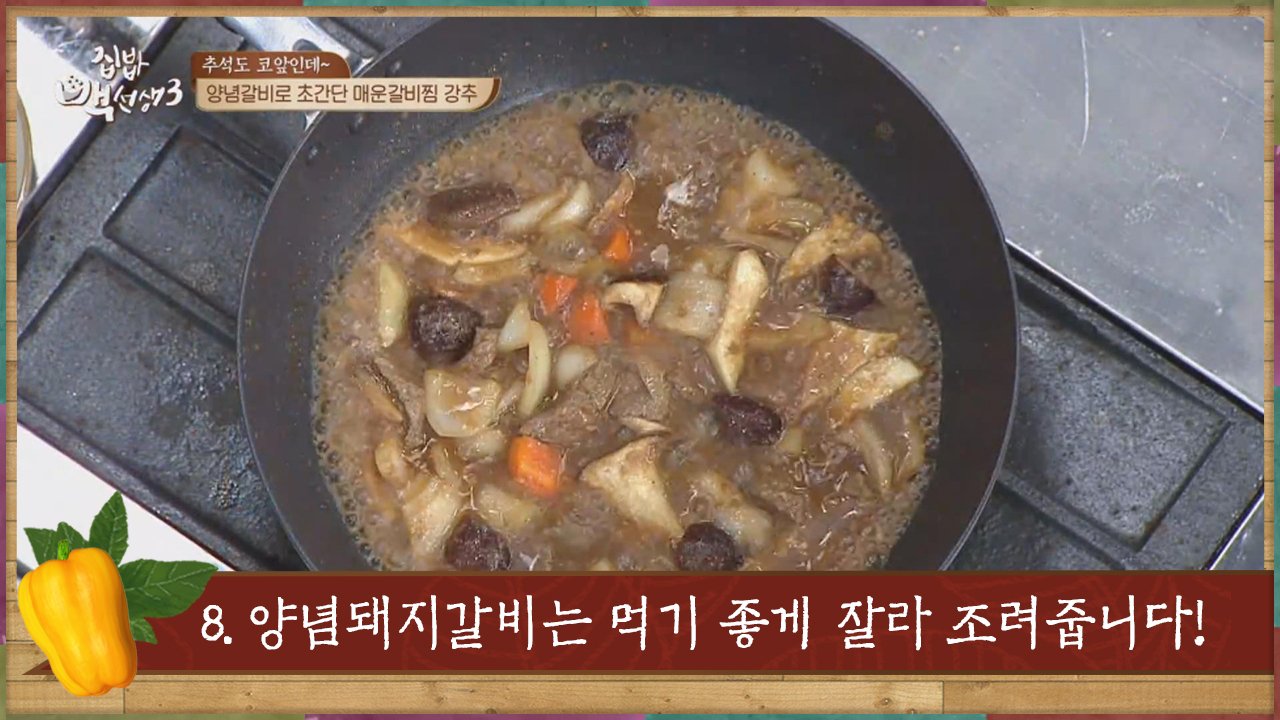 집밥
백선생3
추석도 코앞인데~
양념갈비로 초간단 매운갈비찜 강추
8. 양념돼지갈비는 먹기 좋게 잘라 조려줍니다!